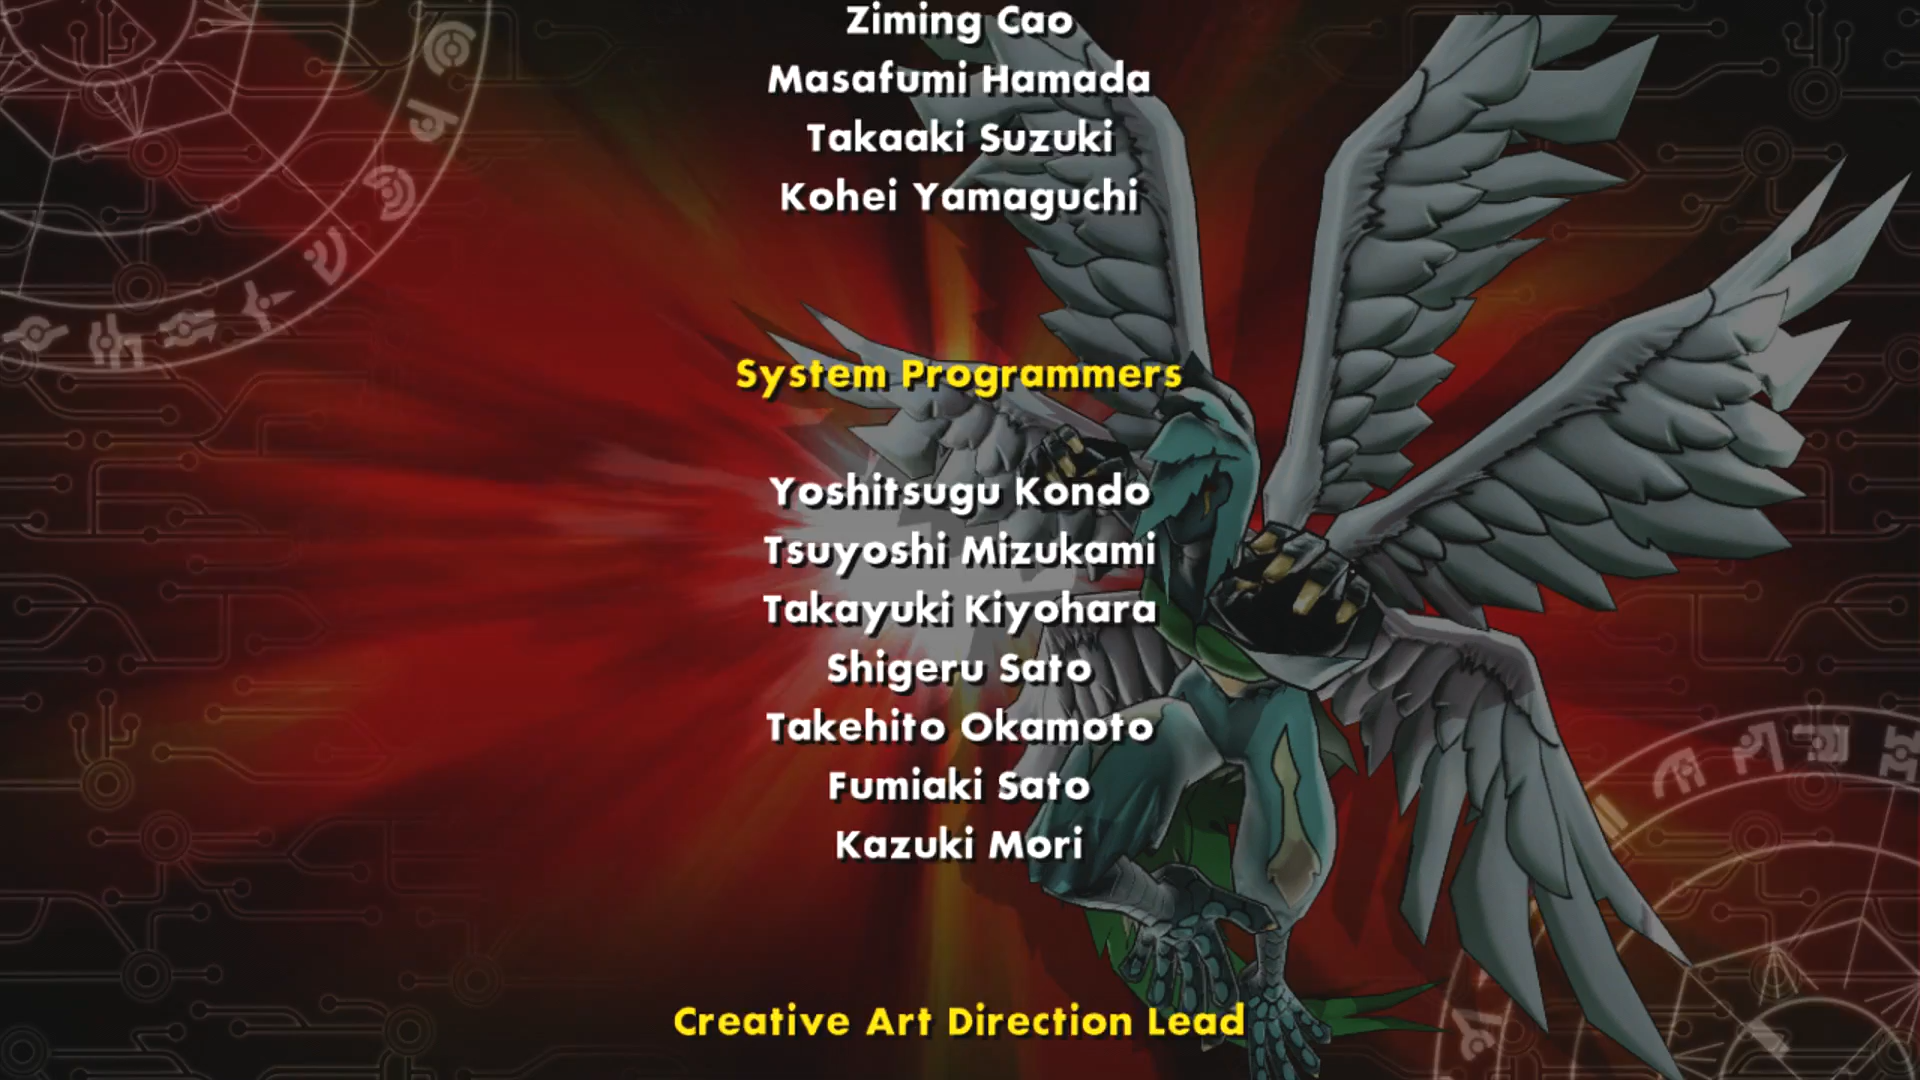 Ziming Cao
Masafumi Hamada
Takaaki Suzuki
Kohei Yamaguchi
System Programmers
Yoshitsugu Kondo
Tsuyoshi Mizukami
Takayuki Kiyohara
Shigeru Sato
Takehito Okamoto
Fumiaki Sato
Kazuki Mori
Creative Art Direction Lead